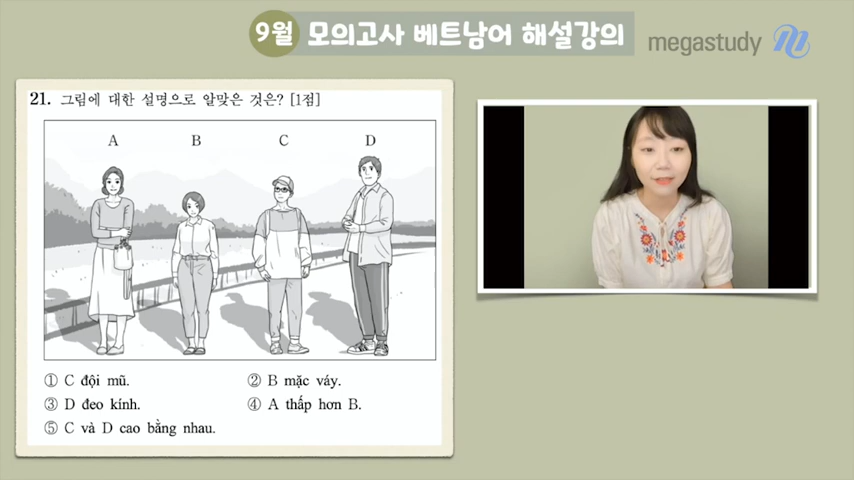 9월 모의고사 베트남어 해설강의
megastudy
21. 그림에 대한 설명으로 알맞은 것은? [1점]
A B C D
① C đội mũ. ② B mặc váy.
③ D đeo kính. ④ A thấp hơn B.
⑤ C và D cao bằng nhau.